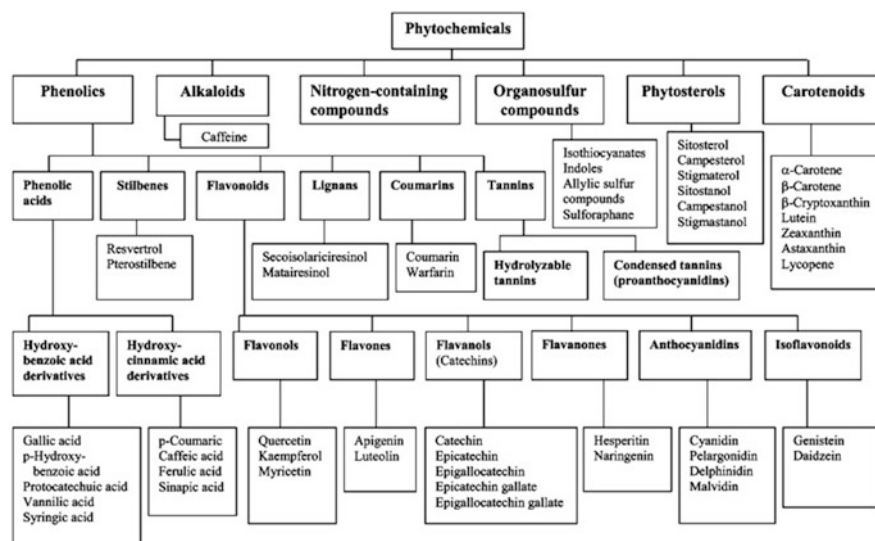 Phytochemicals
Phenolics
Alkaloids
Nitrogen-containing
compounds
Organosulfur
compounds
Phytosterols
Carotenoids
Caffeine
Isothiocyanates
Indoles
Allylic sulfur
compounds
Sulforaphane
Sitosterol
Campesterol
Stigmaterol
Sitostanol
Campestanol
Stigmastanol
α-Carotene
β-Carotene
β-Cryptoxanthin
Lutein
Zeaxanthin
Astaxanthin
Lycopene
Phenolic
acids
Stilbenes
Flavonoids
Lignans
Coumarins
Tannins
Resvertrol
Pterostilbene
Secoisolariciresinol
Matairesinol
Coumarin
Warfarin
Hydrolyzable
tannins
Condensed tannins
(proanthocyanidins)
Hydroxy-
benzoic acid
derivatives
Hydroxy-
cinnamic acid
derivatives
Flavonols
Flavones
Flavanols
(Catechins)
Flavanones
Anthocyanidins
Isoflavonoids
Gallic acid
p-Hydroxy-
benzoic acid
Protocatechuic acid
Vannilic acid
Syringic acid
p-Coumaric
Caffeic acid
Ferulic acid
Sinapic acid
Quercetin
Kaempferol
Myricetin
Apigenin
Luteolin
Catechin
Epicatechin
Epigallocatechin
Epicatechin gallate
Epigallocatechin gallate
Hesperitin
Naringenin
Cyanidin
Pelargonidin
Delphinidin
Malvidin
Genistein
Daidzein